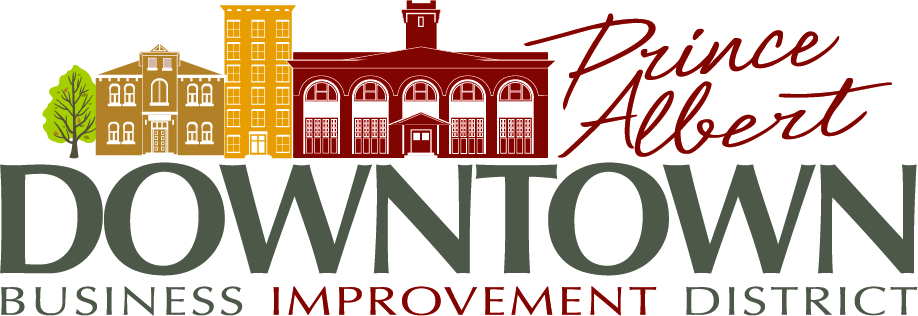 Prince
Albert
DOWNTOWN
BUSINESS IMPROVEMENT DISTRICT